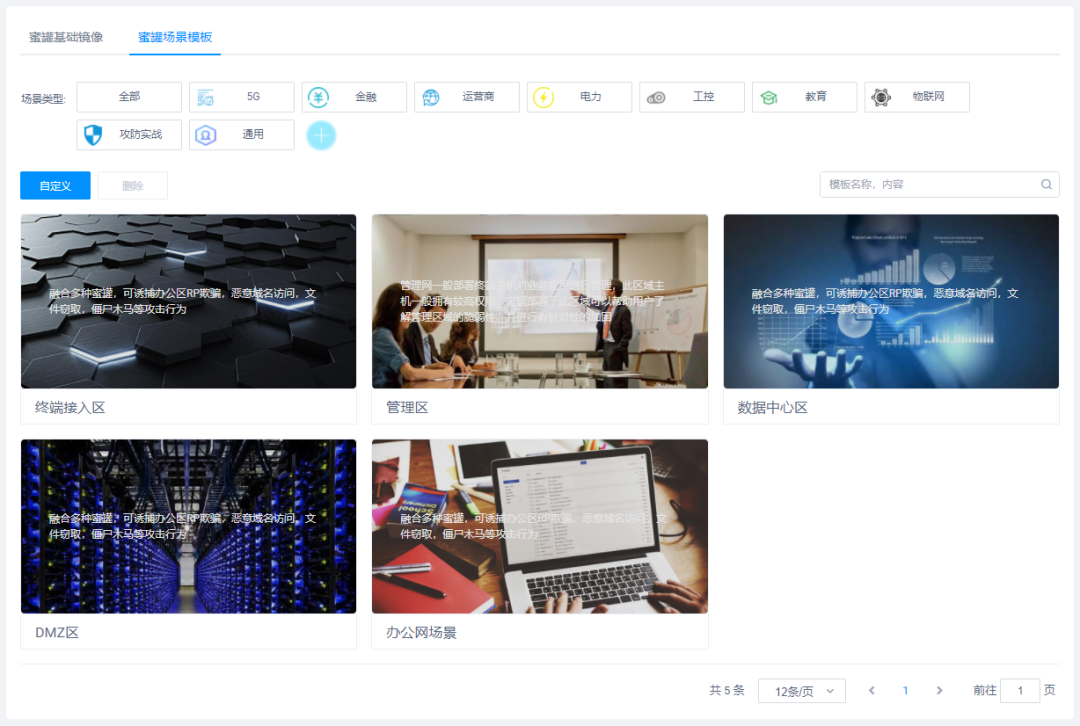 蜜罐基础镜像 蜜罐场景模板
场景类型: 全部 5G 金融 运营商 电力 工控 教育 物联网
攻防实战 通用
自定义 删除 模板名称，内容
融合多种蜜罐，可诱捕办公区RP欺骗，恶意域名访问，文
件窃取，僵尸木马等攻击行为
终端接入区
管理网一般部署
此区域主
机一般拥有较高权
区域可以帮助用户了
解管理区域的脆弱性
加固
管理区
融合多种蜜罐，可诱捕办公区RP欺骗，恶意域名访问，文
件窃取，僵尸木马等攻击行为
数据中心区
融合多种蜜罐，可诱捕办公区RP欺骗，恶意域名访问，文
件窃取，僵尸木马等攻击行为
DMZ区
融合多种蜜罐，可诱捕办公区RP欺骗，恶意域名访问，文
件窃取，僵尸木马等攻击行为
办公网场景
共 5 条 12条/页 1 前往 1 页